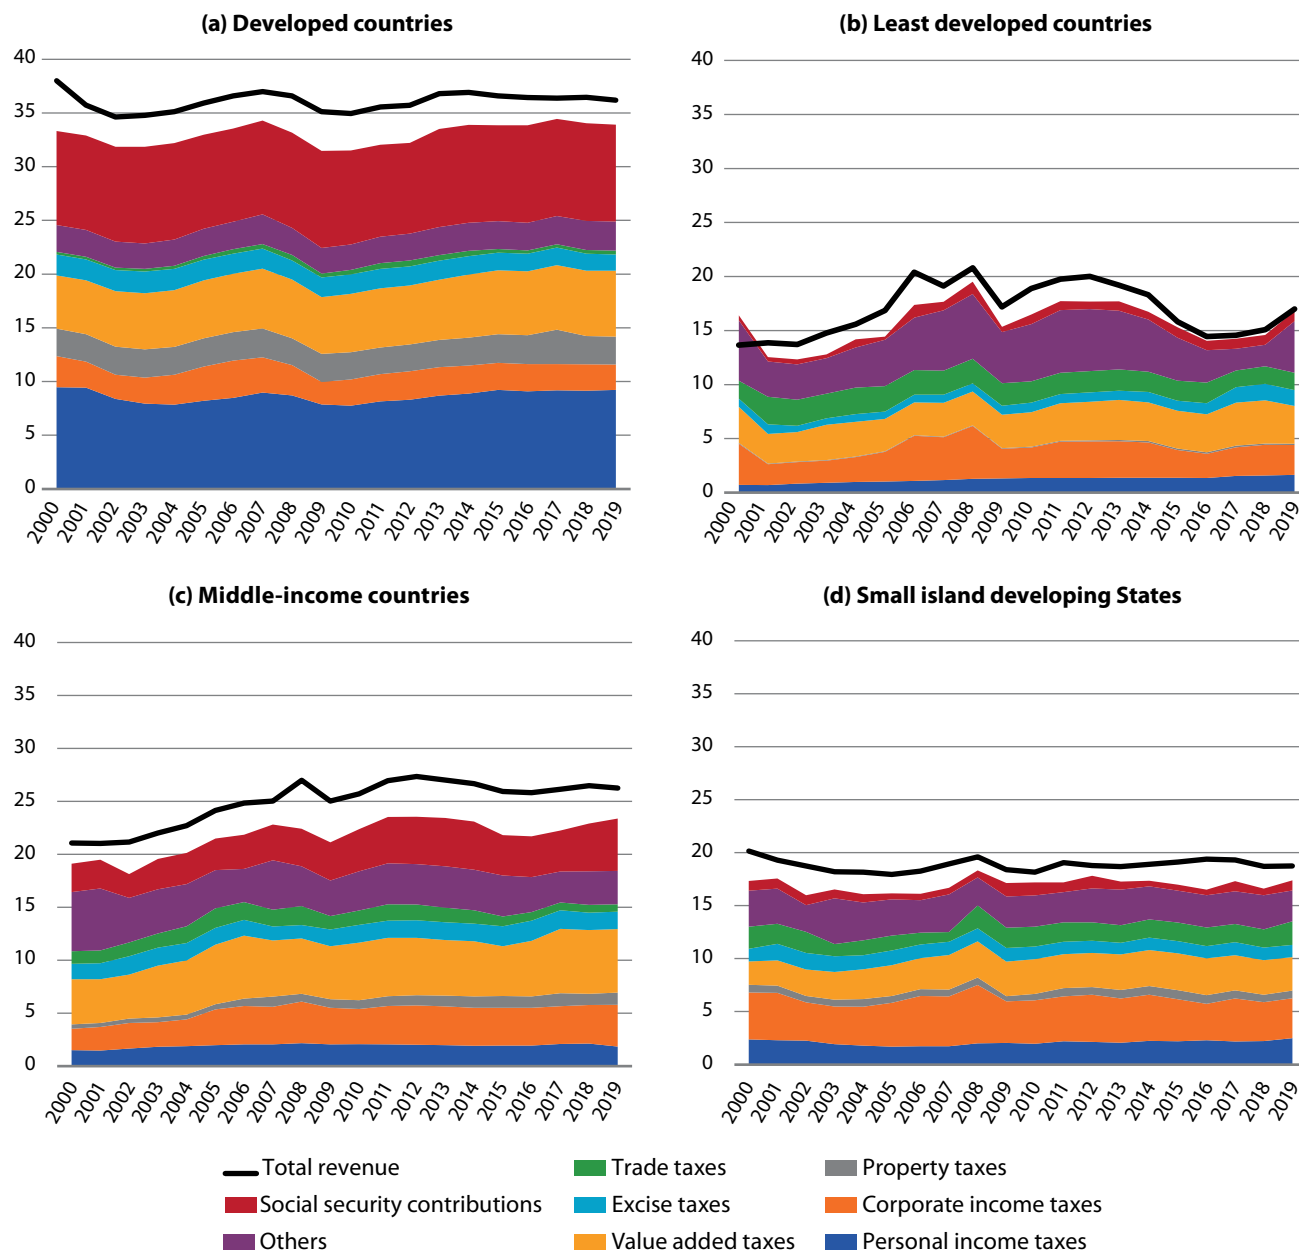 (a) Developed countries
40
35
30
25
20
15
10
5
0
2000 2001 2002 2003 2004 2005 2006 2007 2008 2009 2010 2011 2012 2013 2014 2015 2016 2017 2018 2019
(b) Least developed countries
40
35
30
25
20
15
10
5
0
2000 2001 2002 2003 2004 2005 2006 2007 2008 2009 2010 2011 2012 2013 2014 2015 2016 2017 2018 2019
(c) Middle-income countries
40
35
30
25
20
15
10
5
0
2000 2001 2002 2003 2004 2005 2006 2007 2008 2009 2010 2011 2012 2013 2014 2015 2016 2017 2018 2019
(d) Small island developing States
40
35
30
25
20
15
10
5
0
2000 2001 2002 2003 2004 2005 2006 2007 2008 2009 2010 2011 2012 2013 2014 2015 2016 2017 2018 2019
Total revenue
Trade taxes
Property taxes
Social security contributions
Excise taxes
Corporate income taxes
Others
Value added taxes
Personal income taxes